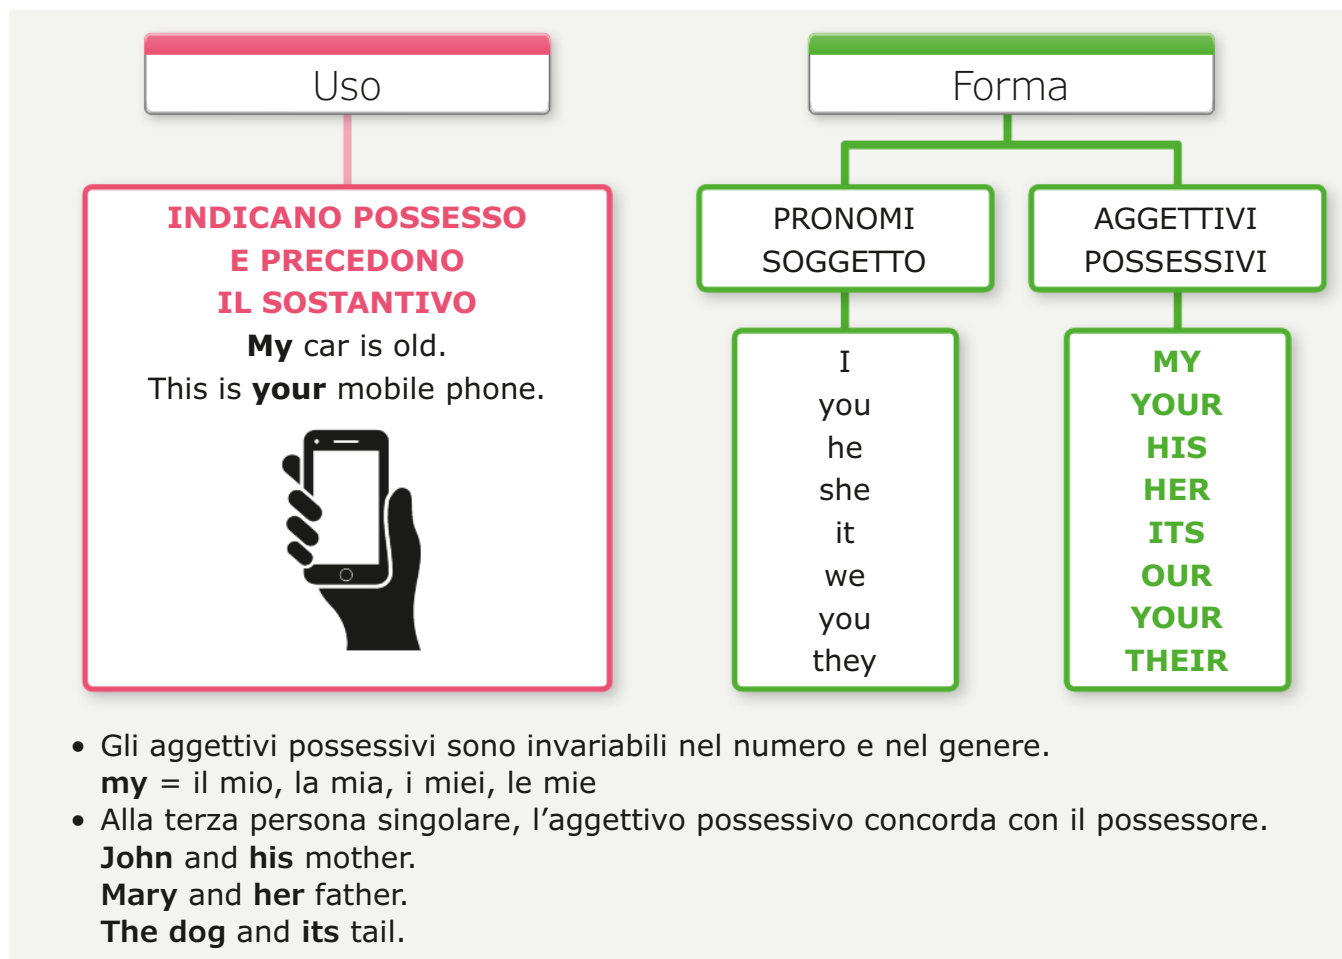 Uso
INDICANO POSSESSO
E PRECEDONO
IL SOSTANTIVO
My car is old.
This is your mobile phone.
Forma
PRONOMI
SOGGETTO
I
you
he
she
it
we
you
they
AGGETTIVI
POSSESSIVI
MY
YOUR
HIS
HER
ITS
OUR
YOUR
THEIR
• Gli aggettivi possessivi sono invariabili nel numero e nel genere.
my = il mio, la mia, i miei, le mie
• Alla terza persona singolare, l’aggettivo possessivo concorda con il possessore.
John and his mother.
Mary and her father.
The dog and its tail.